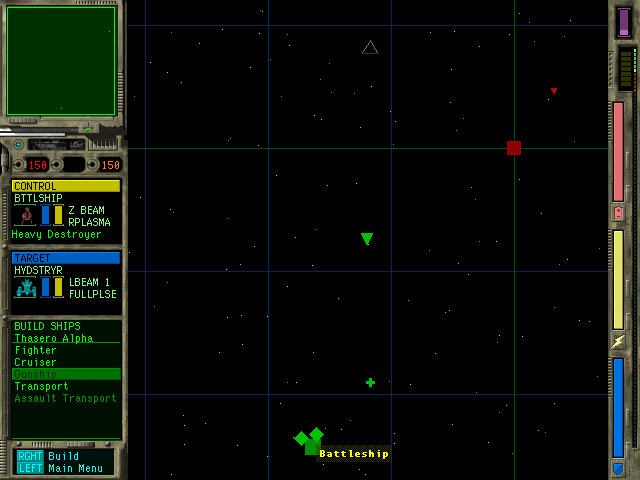 150 150
CONTROL
BTTLSHIP
Z BEAM
RPLASMA
Heavy Destroyer
TARGET
HVDSTRYR
LBEAM 1
FULLPLSE
BUILD SHIPS
Thasero Alpha
Fighter
Cruiser
Gunship
Transport
Assault Transport
RGHT Build
LEFT Main Menu
Battleship